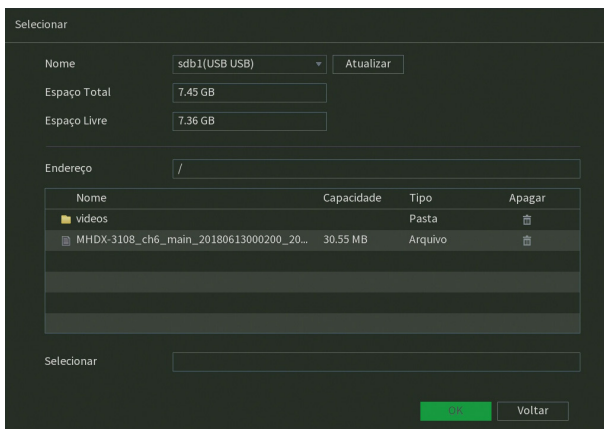 Selecionar
Nome sdb1(USB USB) Atualizar
Espaço Total 7.45 GB
Espaço Livre 7.36 GB
Endereço /
Nome Capacidade Tipo Apagar
videos Pasta
MHDX-3108_ch6_main_20180613000200_20... 30.55 MB Arquivo
Selecionar
OK Voltar